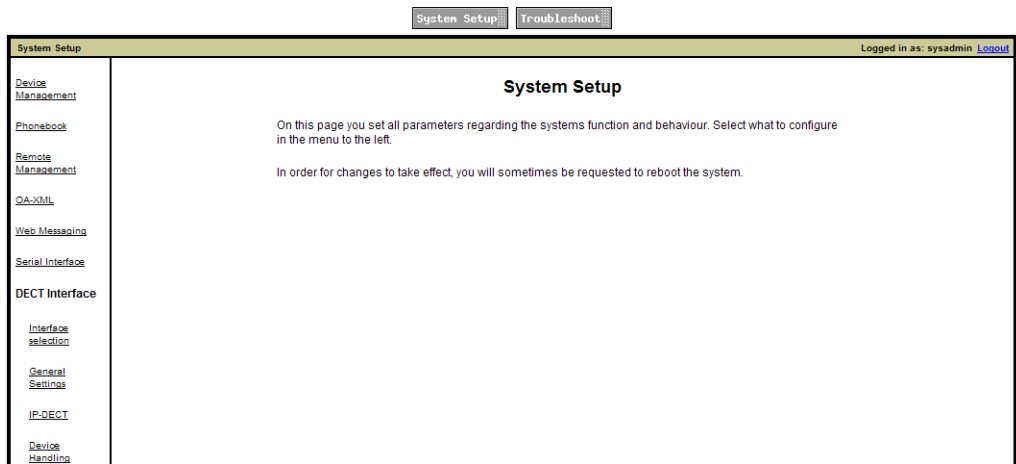 System Setup Troubleshoot
System Setup Logged in as: sysadmin Logout
Device
Management
Phonebook
Remote
Management
OA-XML
Web Messaging
Serial Interface
DECT Interface
Interface
selection
General
Settings
IP-DECT
Device
Handling
System Setup
On this page you set all parameters regarding the systems function and behaviour. Select what to configure
in the menu to the left.
In order for changes to take effect, you will sometimes be requested to reboot the system.